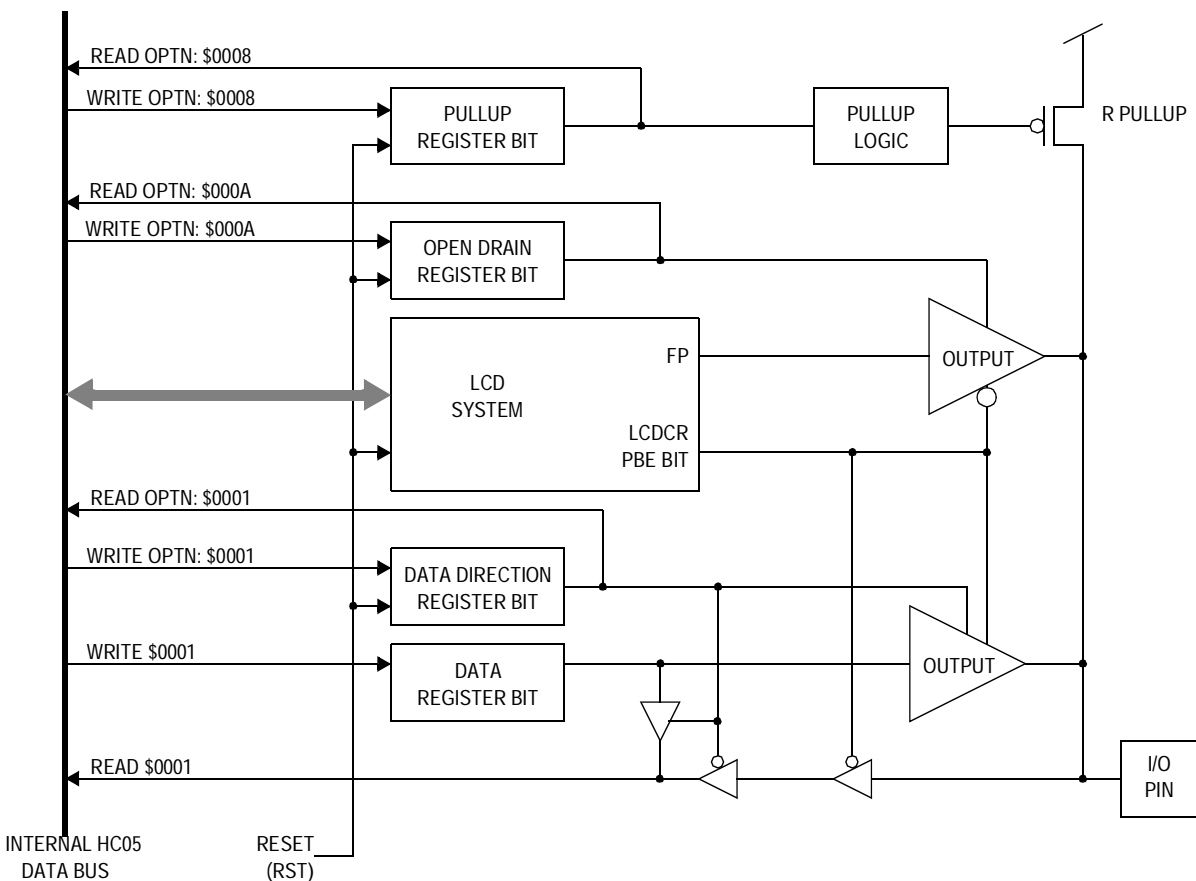 READ OPTN: $0008
WRITE OPTN: $0008
PULLUP
REGISTER BIT
PULLUP
LOGIC
R PULLUP
READ OPTN: $000A
WRITE OPTN: $000A
OPEN DRAIN
REGISTER BIT
FP
OUTPUT
LCD
SYSTEM
LCDCR
PBE BIT
READ OPTN: $0001
WRITE OPTN: $0001
DATA DIRECTION
REGISTER BIT
WRITE $0001
DATA
REGISTER BIT
OUTPUT
READ $0001
I/O
PIN
INTERNAL HC05
DATA BUS
RESET
(RST)